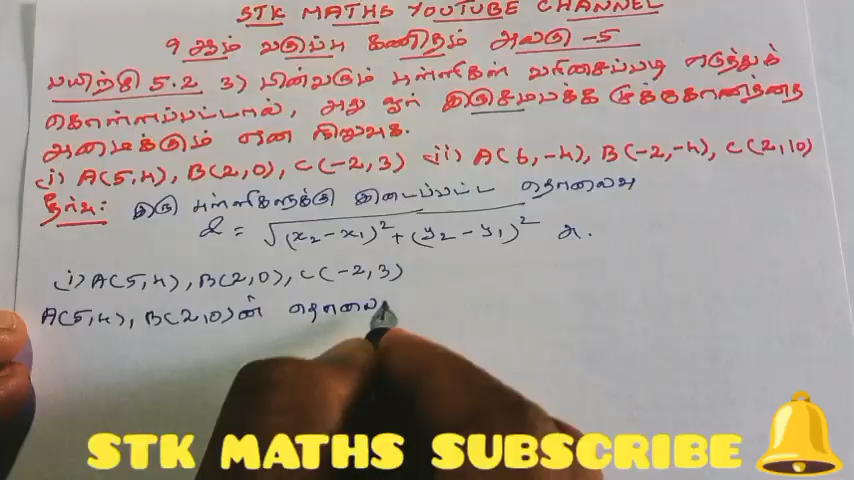 STK MATHS YOUTUBE CHANNEL
9 ஆம் வகுப்பு கணிதம் அலகு -5
பயிற்சி 5.2 3) பின்வரும் புள்ளிகள் வரிசைப்படி எடுத்துக்
கொள்ளப்பட்டால், அது ஓர் இருசமபக்க முக்கோணத்தை
அமைக்கும் என நிறுவுக.
(i) A(5,4), B(2,0), C(-2,3) (ii) A(6,-4), B(-2,-4), C(2,10)
தீர்வு: இரு புள்ளிகளுக்கு இடைப்பட்ட தொலைவு
d = √(x₂-x₁)²+(y₂-y₁)² அ.
(i) A(5,4), B(2,0), C(-2,3)
A(5,4), B(2,0)ன் தொலை
STK MATHS SUBSCRIBE